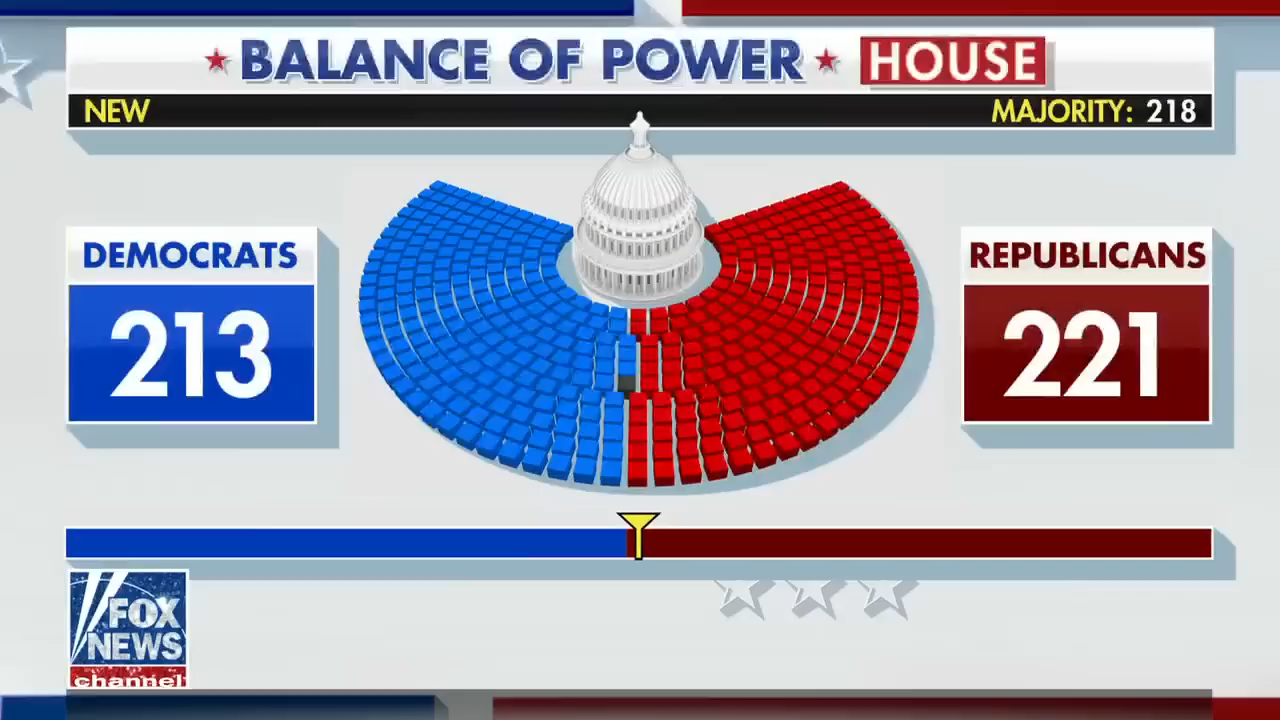 BALANCE OF POWER HOUSE
NEW
MAJORITY: 218
DEMOCRATS
213
REPUBLICANS
221
FOX
NEWS
channel